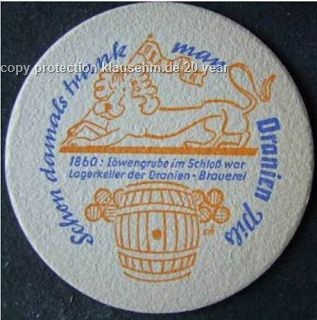 copy protection klausehm.de 20 year
Schon damals trunk man Oranien Pils
1860: Löwengrube im Schloß war
Lagerkeller der Oranien-Brauerei